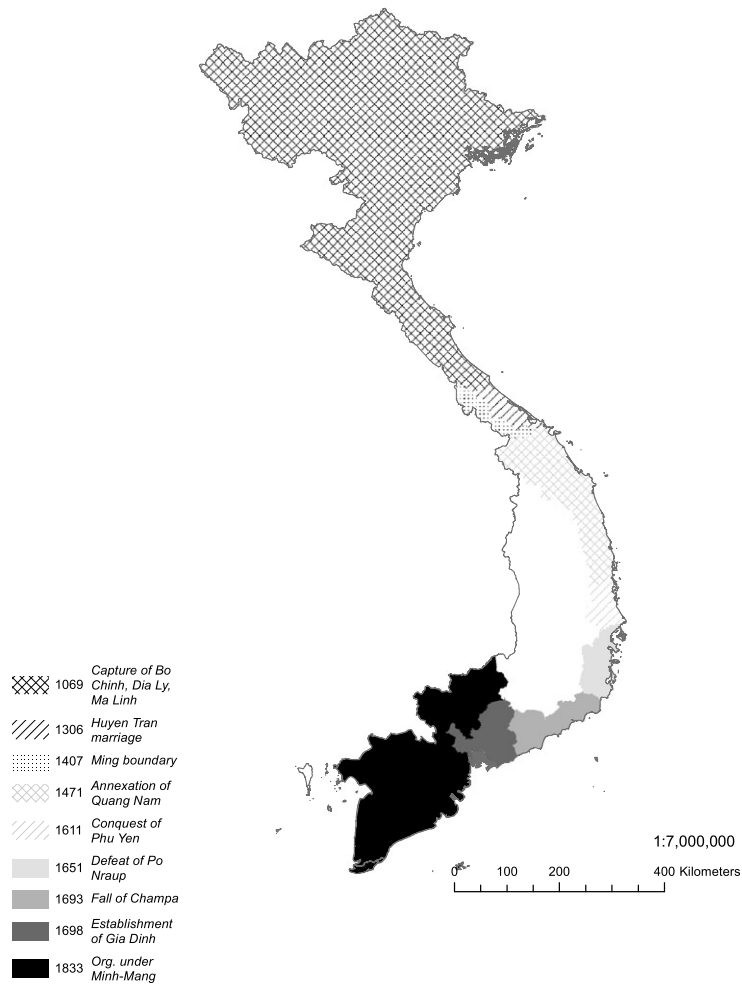 1069 Capture of Bo
Chinh, Dia Ly,
Ma Linh
1306 Huyen Tran
marriage
1407 Ming boundary
1471 Annexation of
Quang Nam
1611 Conquest of
Phu Yen
1651 Defeat of Po
Nraup
1693 Fall of Champa
1698 Establishment
of Gia Dinh
1833 Org. under
Minh-Mang
1:7,000,000
0 100 200 400 Kilometers